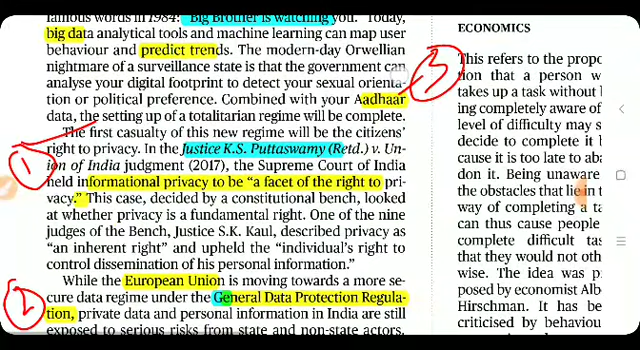 famous words in 1984: "Big Brother is watching you." Today,
big data analytical tools and machine learning can map user
behaviour and predict trends. The modern-day Orwellian
nightmare of a surveillance state is that the government can
analyse your digital footprint to detect your sexual orienta-
tion or political preference. Combined with your Aadhaar
data, the setting up of a totalitarian regime will be complete.
The first casualty of this new regime will be the citizens'
right to privacy. In the Justice K.S. Puttaswamy (Retd.) v. Un-
ion of India judgment (2017), the Supreme Court of India
held informational privacy to be "a facet of the right to pri-
vacy." This case, decided by a constitutional bench, looked
at whether privacy is a fundamental right. One of the nine
judges of the Bench, Justice S.K. Kaul, described privacy as
"an inherent right" and upheld the "individual's right to
control dissemination of his personal information."
While the European Union is moving towards a more se-
cure data regime under the General Data Protection Regula-
tion, private data and personal information in India are still
exposed to serious risks from state and non-state actors.
1
2
3
ECONOMICS
This refers to the propo
tion that a person w
takes up a task without
ing completely aware of
level of difficulty may s
decide to complete it
cause it is too late to aba
don it. Being unaware
the obstacles that lie in t
way of completing a ta
can thus cause people
complete difficult tas
that they would not oth
wise. The idea was p
posed by economist Alb
Hirschman. It has be
criticised by behaviou